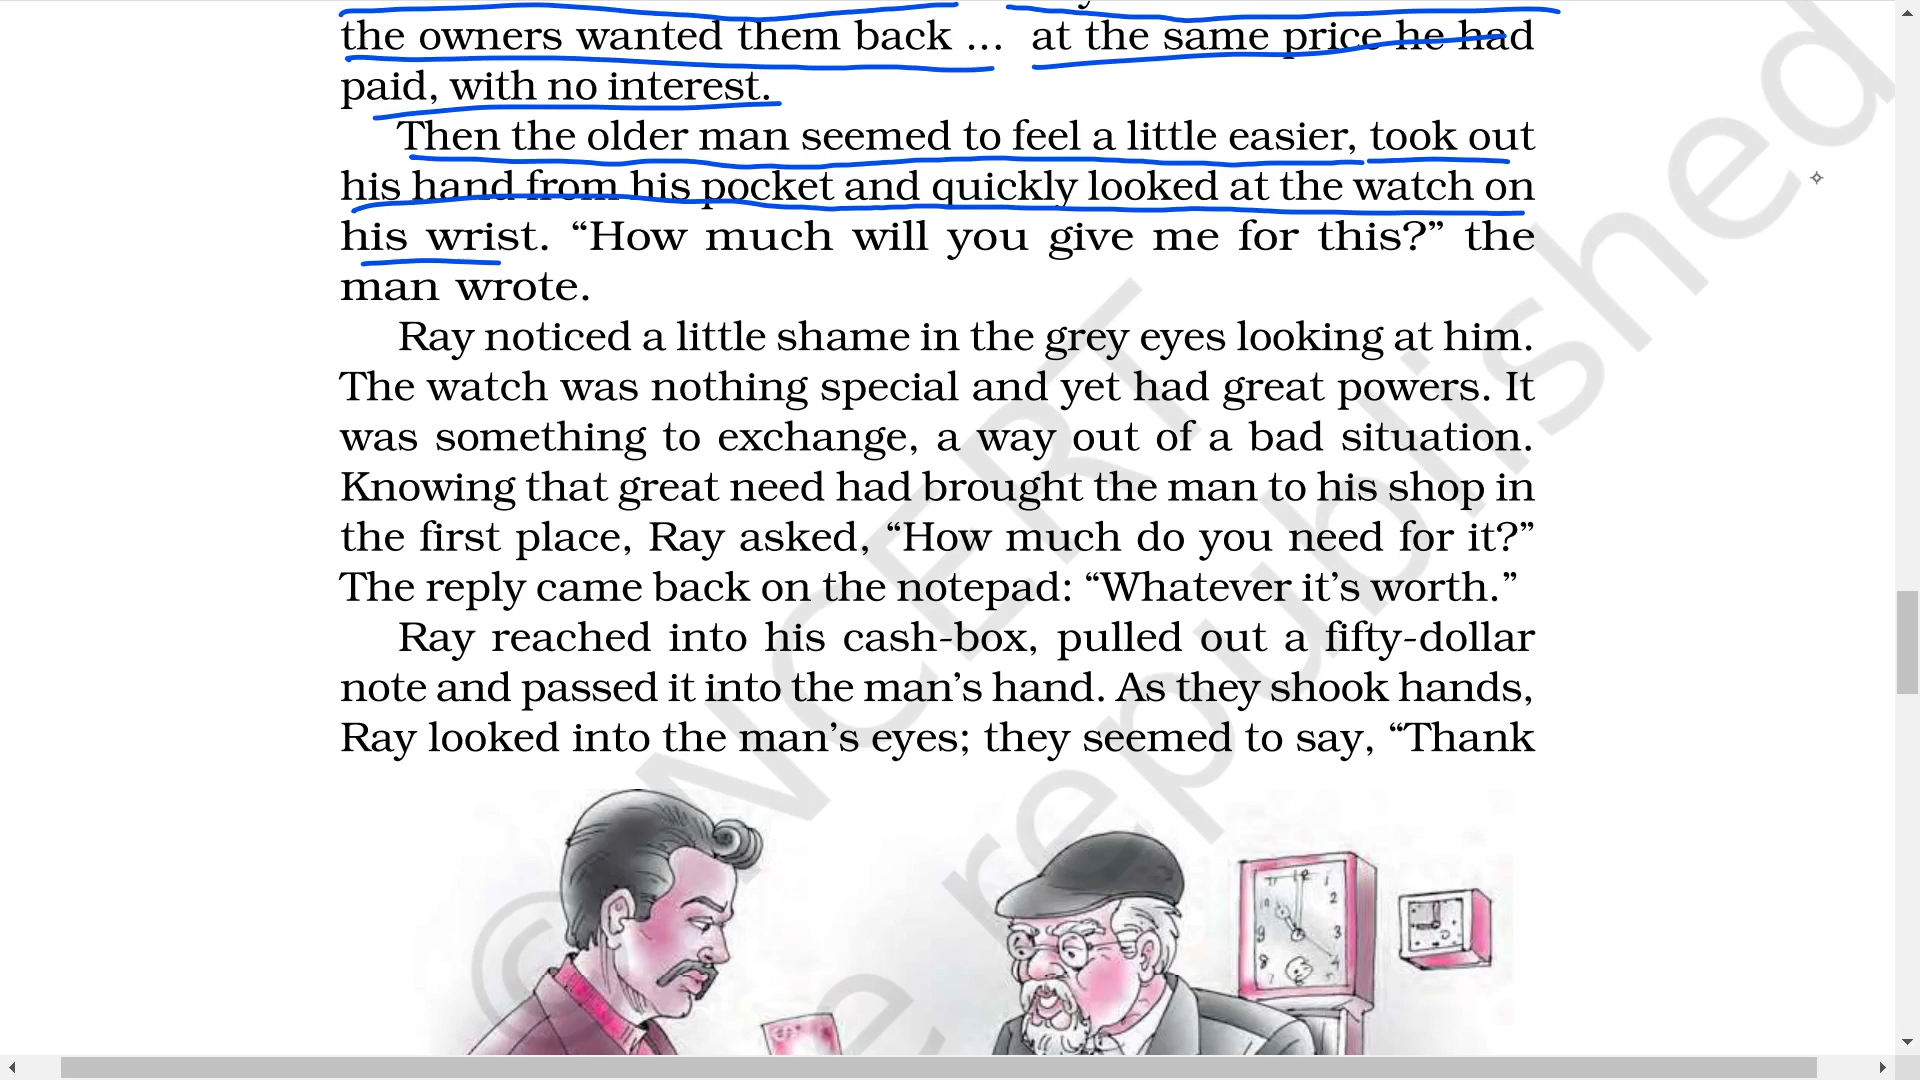 the owners wanted them back ... at the same price he had
paid, with no interest.
Then the older man seemed to feel a little easier, took out
his hand from his pocket and quickly looked at the watch on
his wrist. “How much will you give me for this?” the
man wrote.
Ray noticed a little shame in the grey eyes looking at him.
The watch was nothing special and yet had great powers. It
was something to exchange, a way out of a bad situation.
Knowing that great need had brought the man to his shop in
the first place, Ray asked, “How much do you need for it?”
The reply came back on the notepad: “Whatever it’s worth.”
Ray reached into his cash-box, pulled out a fifty-dollar
note and passed it into the man’s hand. As they shook hands,
Ray looked into the man’s eyes; they seemed to say, “Thank
© NCERT
republished